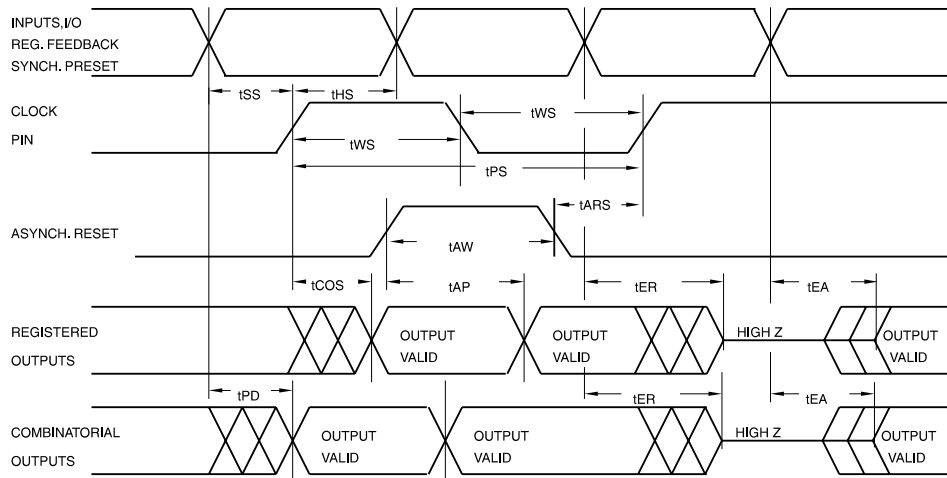 INPUTS,I/O
REG. FEEDBACK
SYNCH. PRESET
tSS
tHS
CLOCK
PIN
tWS
tWS
tPS
tARS
ASYNCH. RESET
tAW
tCOS
tAP
tER
tEA
REGISTERED
OUTPUTS
OUTPUT
VALID
OUTPUT
VALID
HIGH Z
OUTPUT
VALID
tPD
tER
tEA
COMBINATORIAL
OUTPUTS
OUTPUT
VALID
OUTPUT
VALID
HIGH Z
OUTPUT
VALID